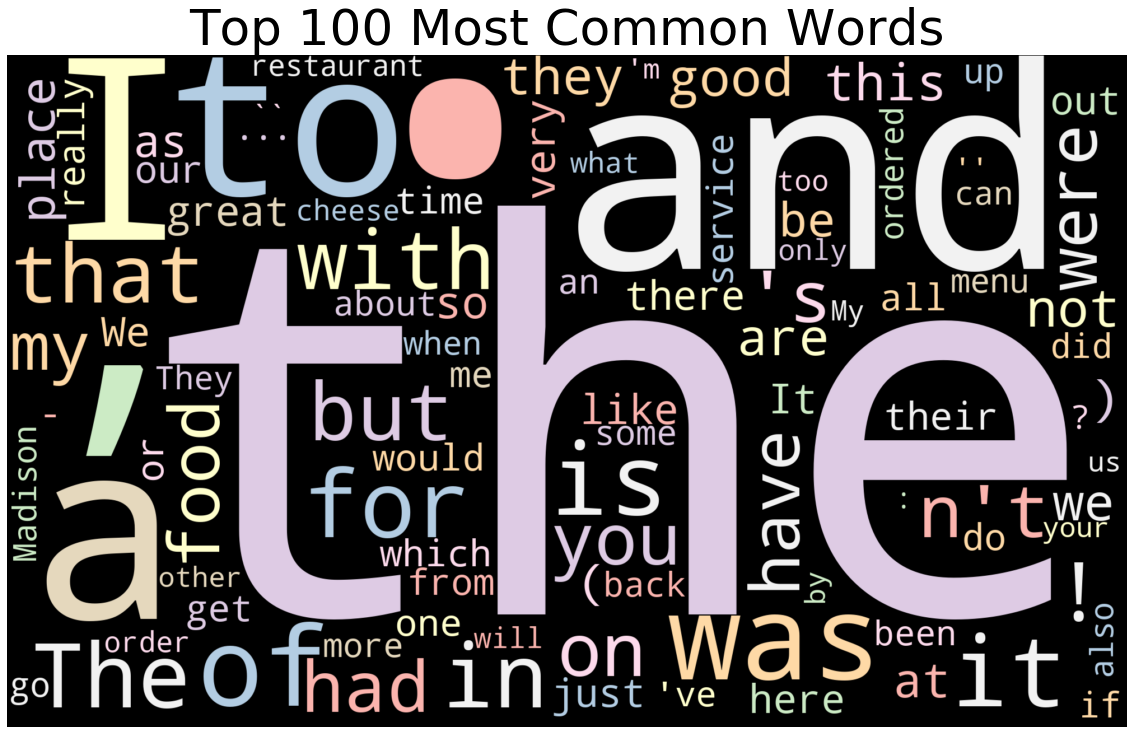 Top 100 Most Common Words
restaurant
they
'm
good
this
up
out
place
really
I
to
.
``
...
as
our
very
and
what
service
too
ordered
''
can
were
great
cheese
time
be
only
that
with
an
there
's
My
all
menu
not
about
so
my
We
when
are
did
the
They
me
,
-
food
but
like
some
It
their
?
)
Madison
or
would
is
have
us
a
for
you
:
n't
we
do
your
which
other
from
(
back
by
get
!
order
one
will
more
on
was
been
also
The
of
had
in
it
at
go
just
've
here
if